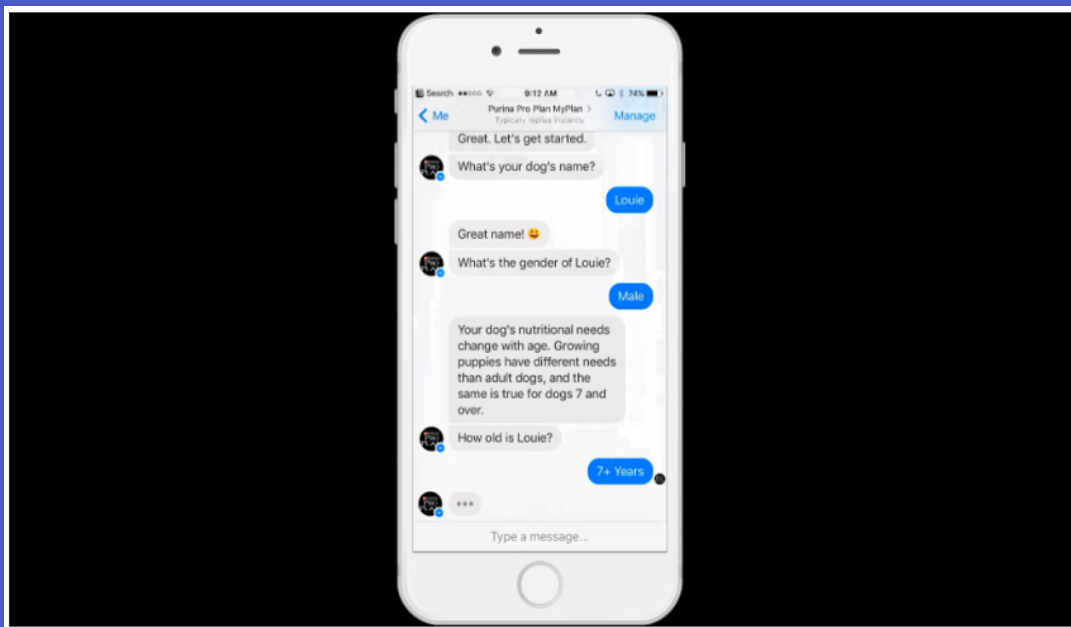 Search 9:12 AM 74%
Me Purina Pro Plan MyPlan > Manage
Typically replies instantly
Great. Let's get started.
What's your dog's name?
Louie
Great name! 😀
What's the gender of Louie?
Male
Your dog's nutritional needs
change with age. Growing
puppies have different needs
than adult dogs, and the
same is true for dogs 7 and
over.
How old is Louie?
7+ Years
Type a message...